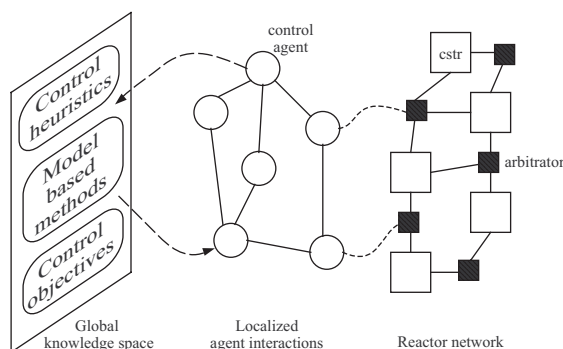 control
agent
cstr
Control
heuristics
Model
based
methods
arbitrator
Control
objectives
Global
knowledge space
Localized
agent interactions
Reactor network